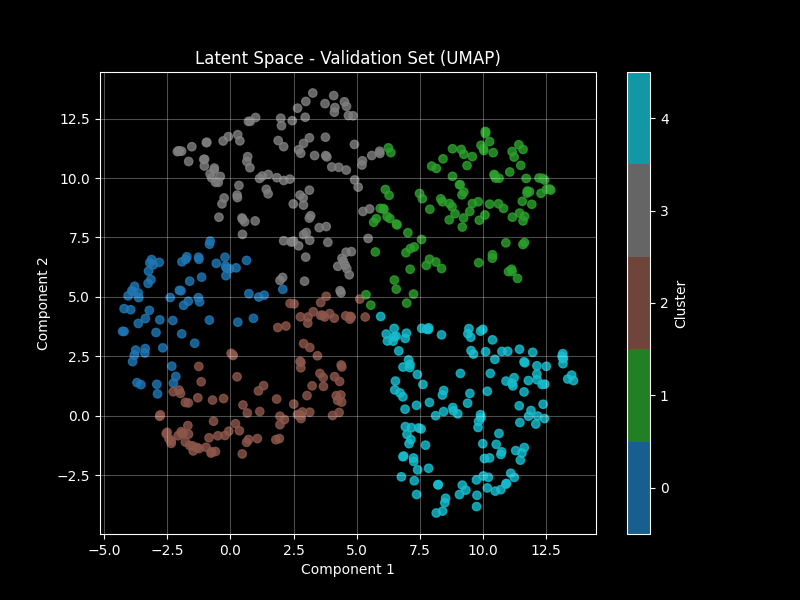 Latent Space - Validation Set (UMAP)
12.5
10.0
7.5
5.0
2.5
0.0
−2.5
Component 2
−5.0 −2.5 0.0 2.5 5.0 7.5 10.0 12.5
Component 1
4
3
2
1
0
Cluster